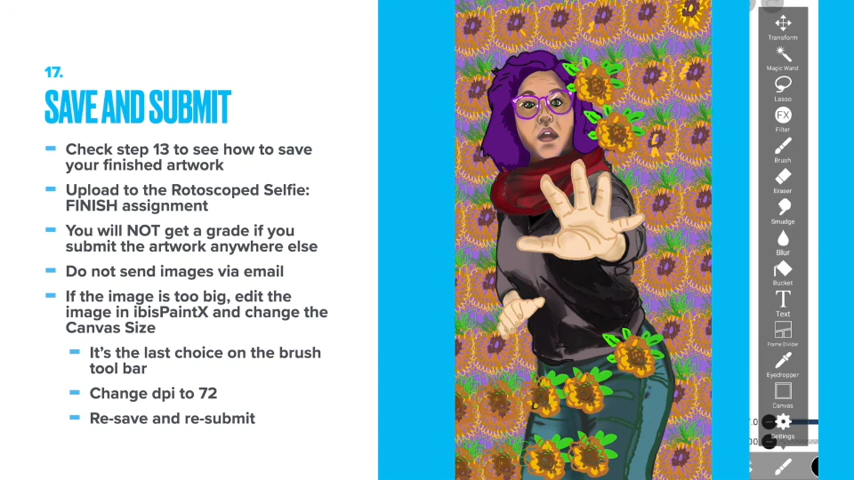 17.
SAVE AND SUBMIT
Check step 13 to see how to save
your finished artwork
Upload to the Rotoscoped Selfie:
FINISH assignment
You will NOT get a grade if you
submit the artwork anywhere else
Do not send images via email
If the image is too big, edit the
image in ibisPaintX and change the
Canvas Size
It's the last choice on the brush
tool bar
Change dpi to 72
Re-save and re-submit
Transform
Magic Wand
Lasso
FX
Filter
Brush
Eraser
Smudge
Blur
Bucket
T
Text
Frame Divider
Eyedropper
Canvas
Settings